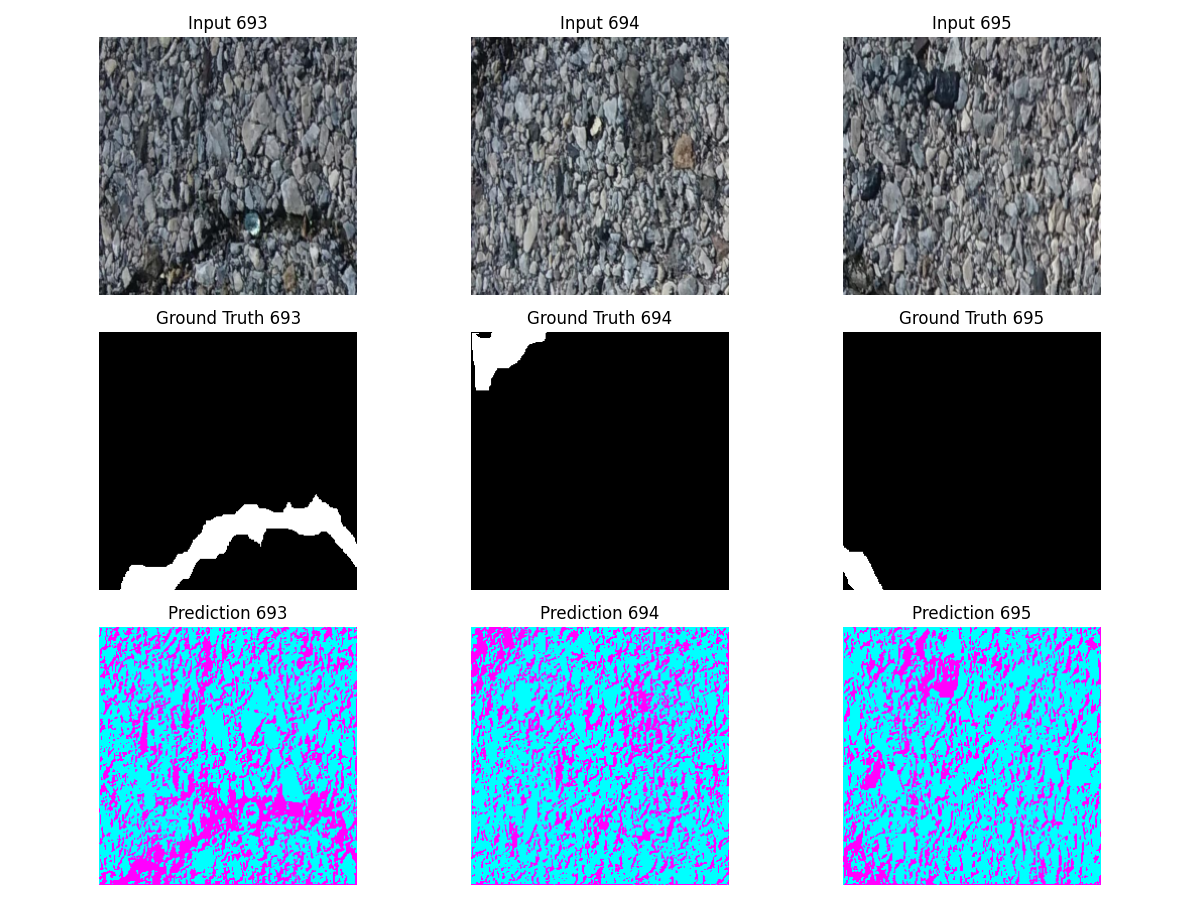 Input 693
Input 694
Input 695
Ground Truth 693
Ground Truth 694
Ground Truth 695
Prediction 693
Prediction 694
Prediction 695